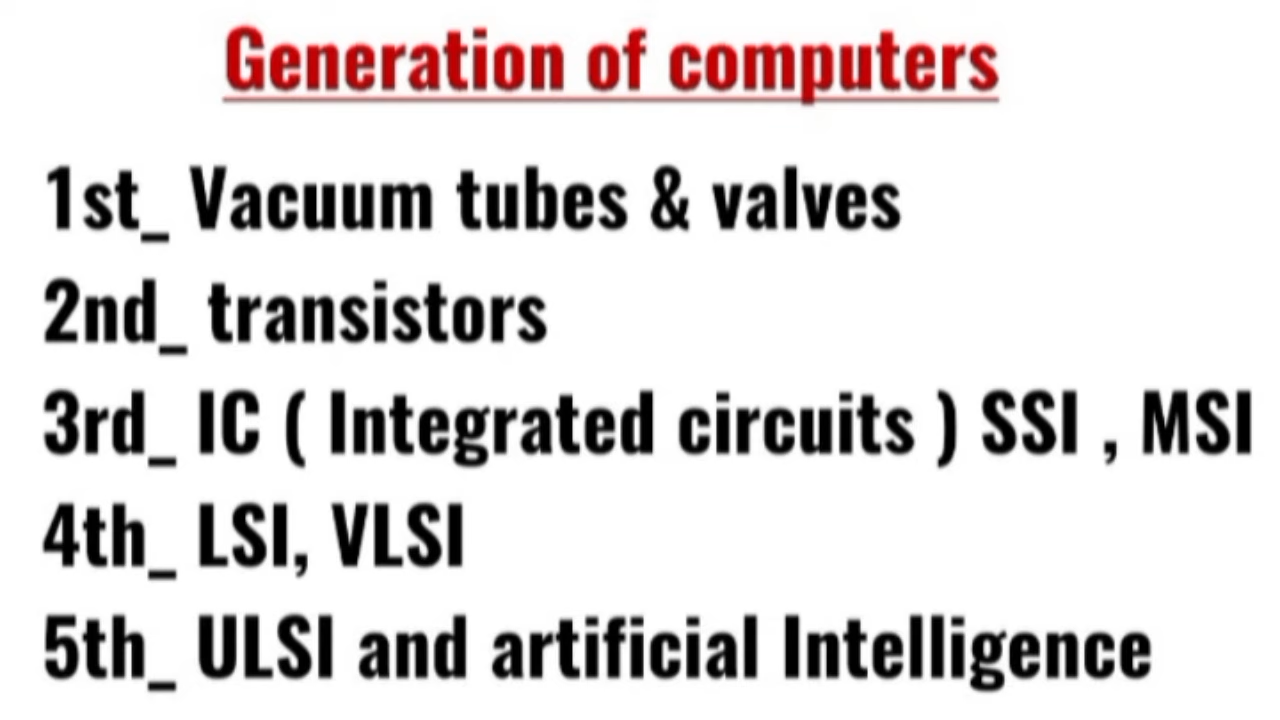 Generation of computers
1st_ Vacuum tubes & valves
2nd_ transistors
3rd_ IC ( Integrated circuits ) SSI , MSI
4th_ LSI, VLSI
5th_ ULSI and artificial Intelligence